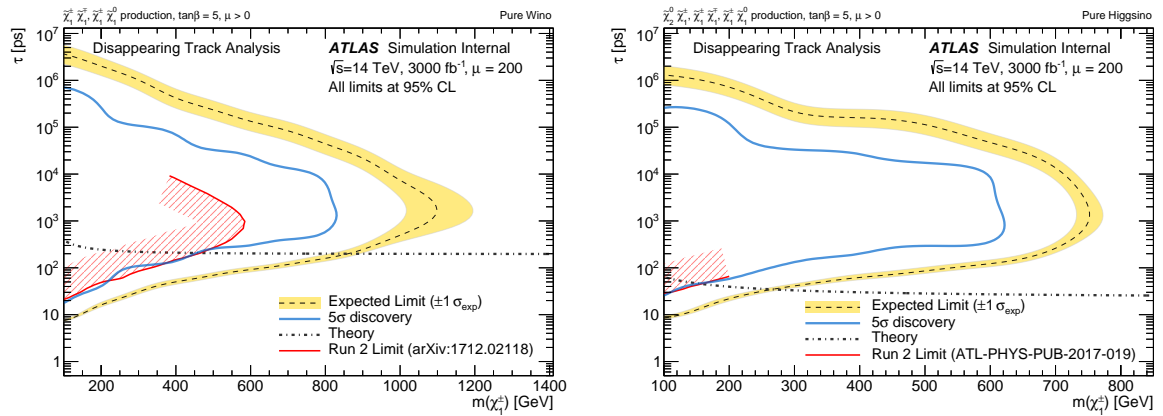 χ̃₁± χ̃₁∓, χ̃₁± χ̃₁⁰ production, tanβ = 5, μ > 0
Pure Wino
τ [ps]
Disappearing Track Analysis
ATLAS Simulation Internal
√s=14 TeV, 3000 fb⁻¹, μ = 200
All limits at 95% CL
10⁷
10⁶
10⁵
10⁴
10³
10²
10
1
Expected Limit (±1 σexp)
5σ discovery
Theory
Run 2 Limit (arXiv:1712.02118)
200 400 600 800 1000 1200 1400
m(χ̃₁±) [GeV]
χ̃₂⁰ χ̃₁±, χ̃₁± χ̃₁∓, χ̃₁± χ̃₁⁰ production, tanβ = 5, μ > 0
Pure Higgsino
τ [ps]
Disappearing Track Analysis
ATLAS Simulation Internal
√s=14 TeV, 3000 fb⁻¹, μ = 200
All limits at 95% CL
10⁷
10⁶
10⁵
10⁴
10³
10²
10
1
Expected Limit (±1 σexp)
5σ discovery
Theory
Run 2 Limit (ATL-PHYS-PUB-2017-019)
100 200 300 400 500 600 700 800
m(χ̃₁±) [GeV]